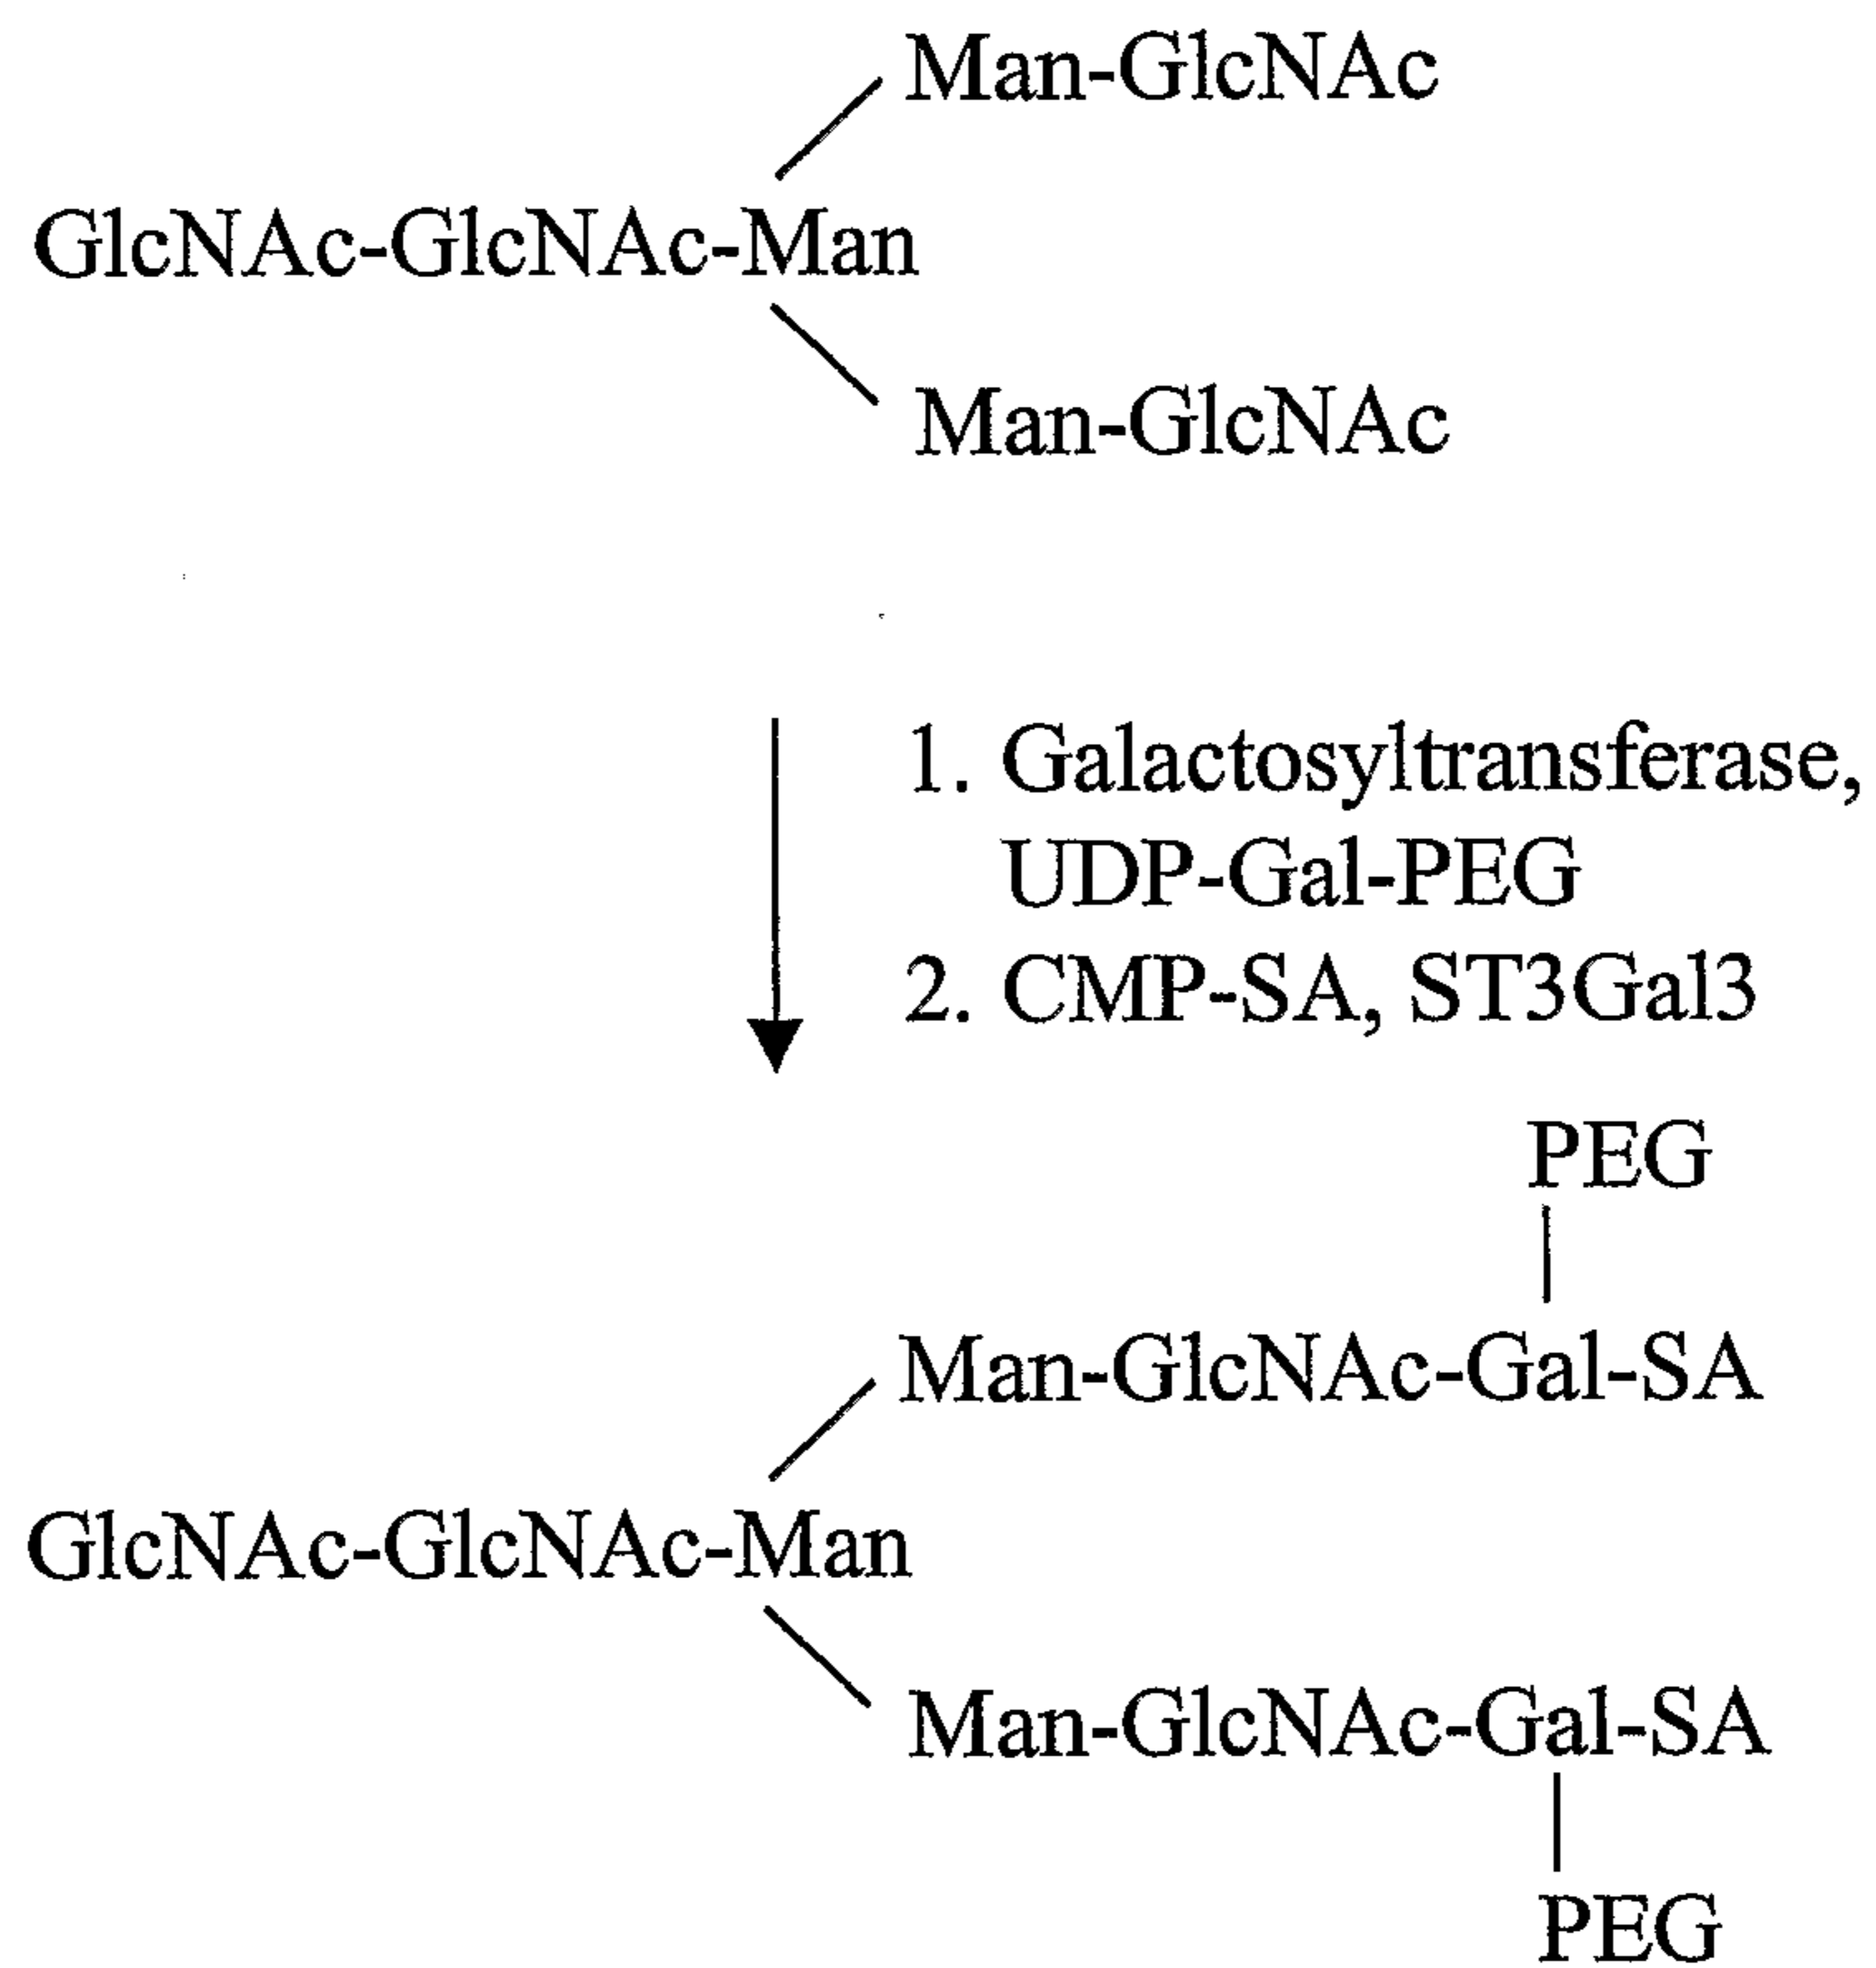 Man-GlcNAc
GlcNAc-GlcNAc-Man
Man-GlcNAc
1. Galactosyltransferase,
UDP-Gal-PEG
2. CMP-SA, ST3Gal3
PEG
Man-GlcNAc-Gal-SA
GlcNAc-GlcNAc-Man
Man-GlcNAc-Gal-SA
PEG